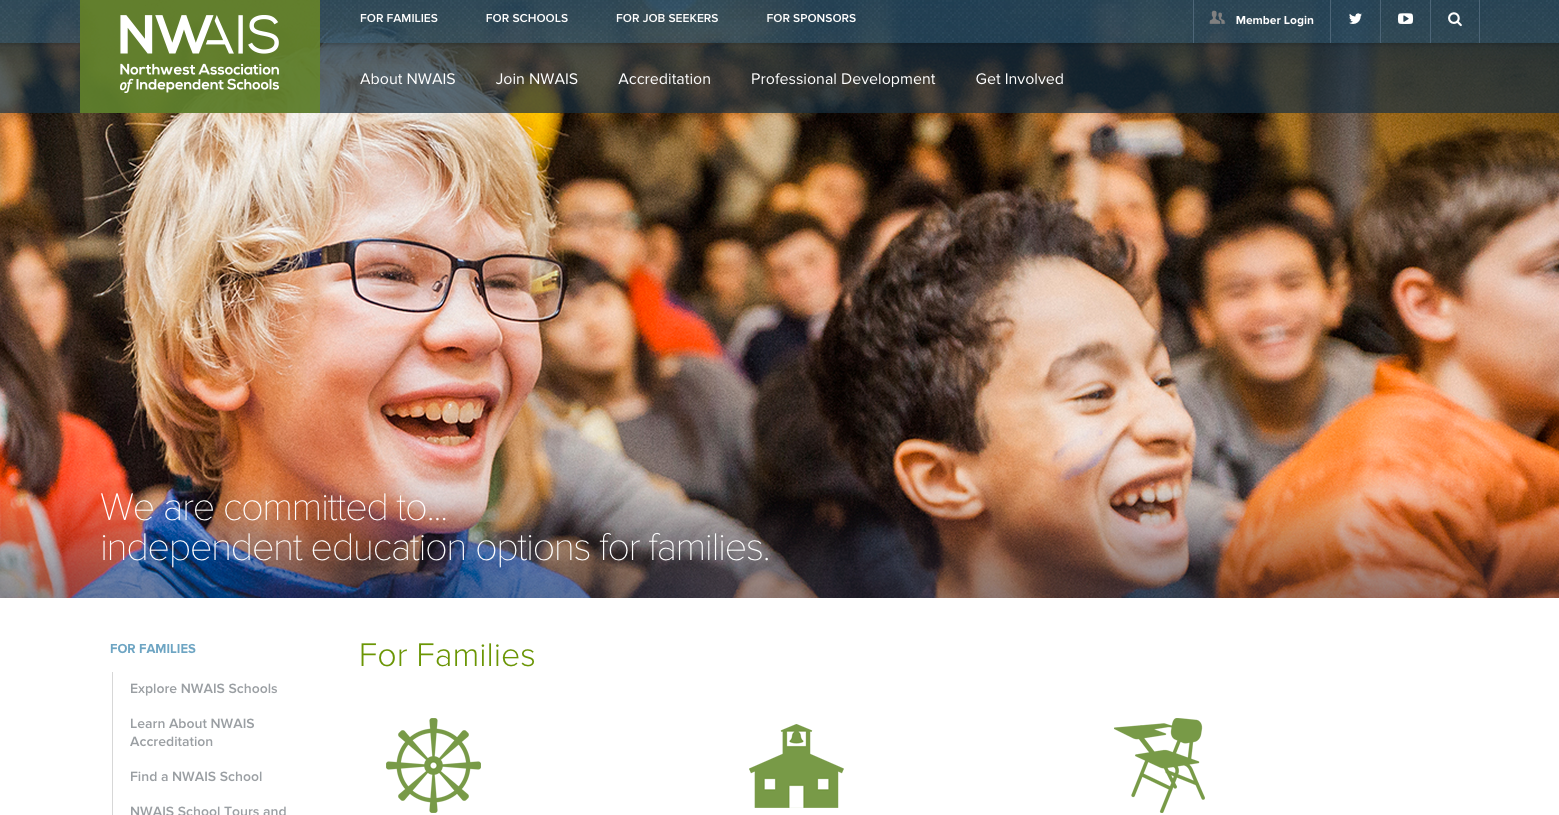 NWAIS
Northwest Association
of Independent Schools
FOR FAMILIES
FOR SCHOOLS
FOR JOB SEEKERS
FOR SPONSORS
Member Login
About NWAIS
Join NWAIS
Accreditation
Professional Development
Get Involved
We are committed to...
independent education options for families.
FOR FAMILIES
Explore NWAIS Schools
Learn About NWAIS
Accreditation
Find a NWAIS School
NWAIS School Tours and
For Families